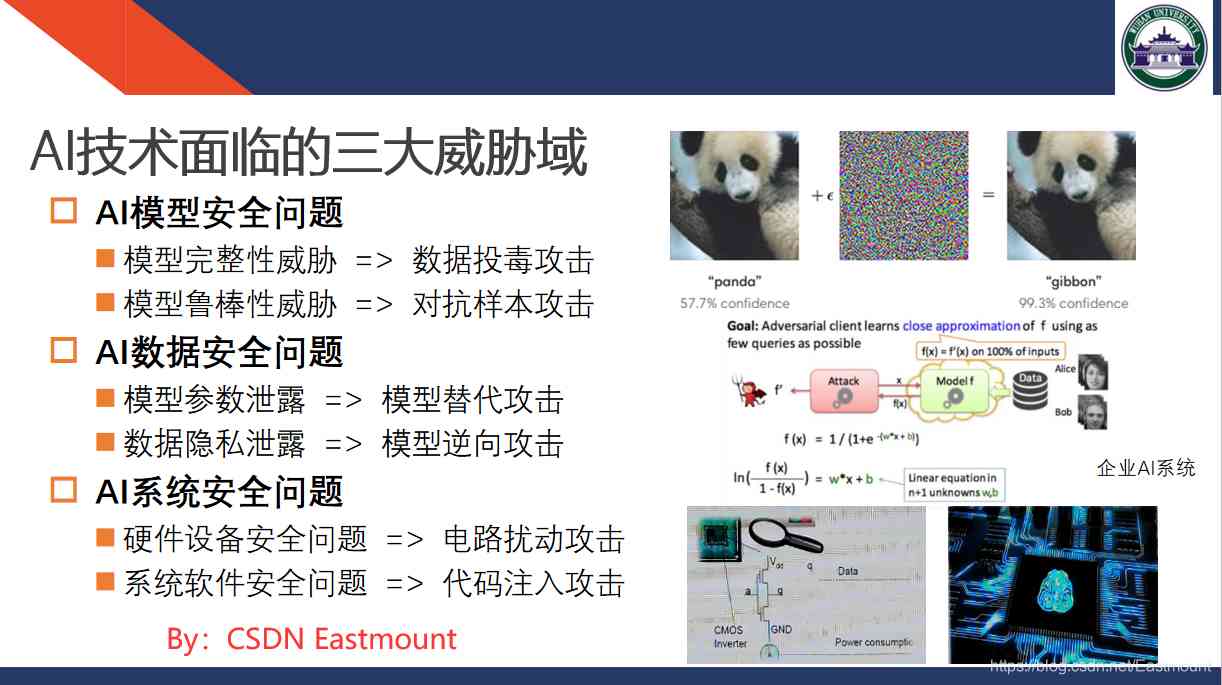 WUHAN UNIVERSITY
AI技术面临的三大威胁域
AI模型安全问题
模型完整性威胁 => 数据投毒攻击
模型鲁棒性威胁 => 对抗样本攻击
AI数据安全问题
模型参数泄露 => 模型替代攻击
数据隐私泄露 => 模型逆向攻击
AI系统安全问题
硬件设备安全问题 => 电路扰动攻击
系统软件安全问题 => 代码注入攻击
By：CSDN Eastmount
+ ϵ =
“panda” “gibbon”
57.7% confidence 99.3% confidence
Goal: Adversarial client learns close approximation of f using as
few queries as possible
f(x) = f’(x) on 100% of inputs
f’
Attack
x
f(x)
Model f
Data
Alice
Bob
f (x) = 1 / (1+e -(w*x + b))
ln( f (x) / 1 - f(x) ) = w*x + b
Linear equation in
n+1 unknowns w,b
企业AI系统
Vdd
q
Data
a
q
CMOS
Inverter
GND
Power consumptic
https://blog.csdn.net/Eastmount